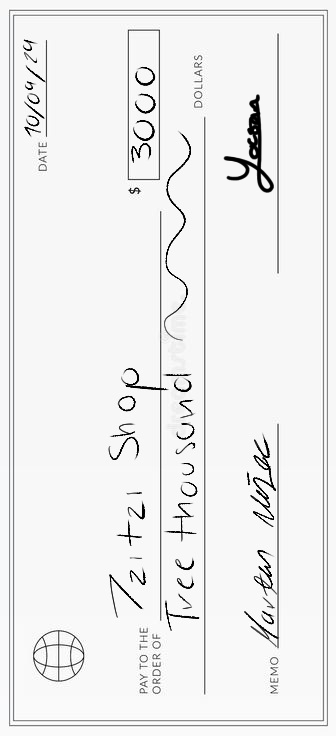 DATE 10/09/24
PAY TO THE ORDER OF Tzitzi Shop $ 3000
Tree thousand DOLLARS
MEMO